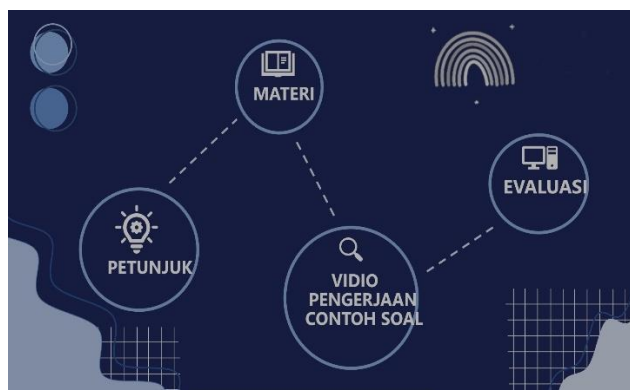 MATERI
PETUNJUK
VIDIO
PENGERJAAN
CONTOH SOAL
EVALUASI